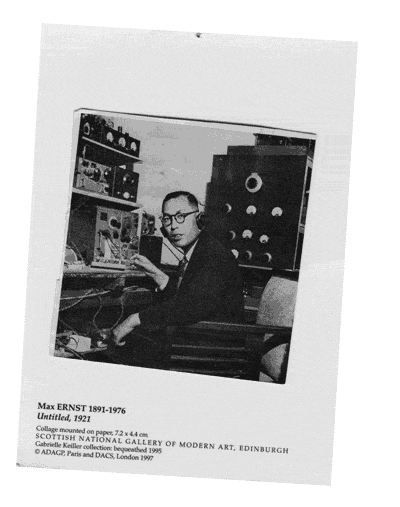 Max ERNST 1891-1976
Untitled, 1921
Collage mounted on paper, 7.2 x 4.4 cm
SCOTTISH NATIONAL GALLERY OF MODERN ART, EDINBURGH
Gabrielle Keiller collection: bequeathed 1995
© ADAGP, Paris and DACS, London 1997